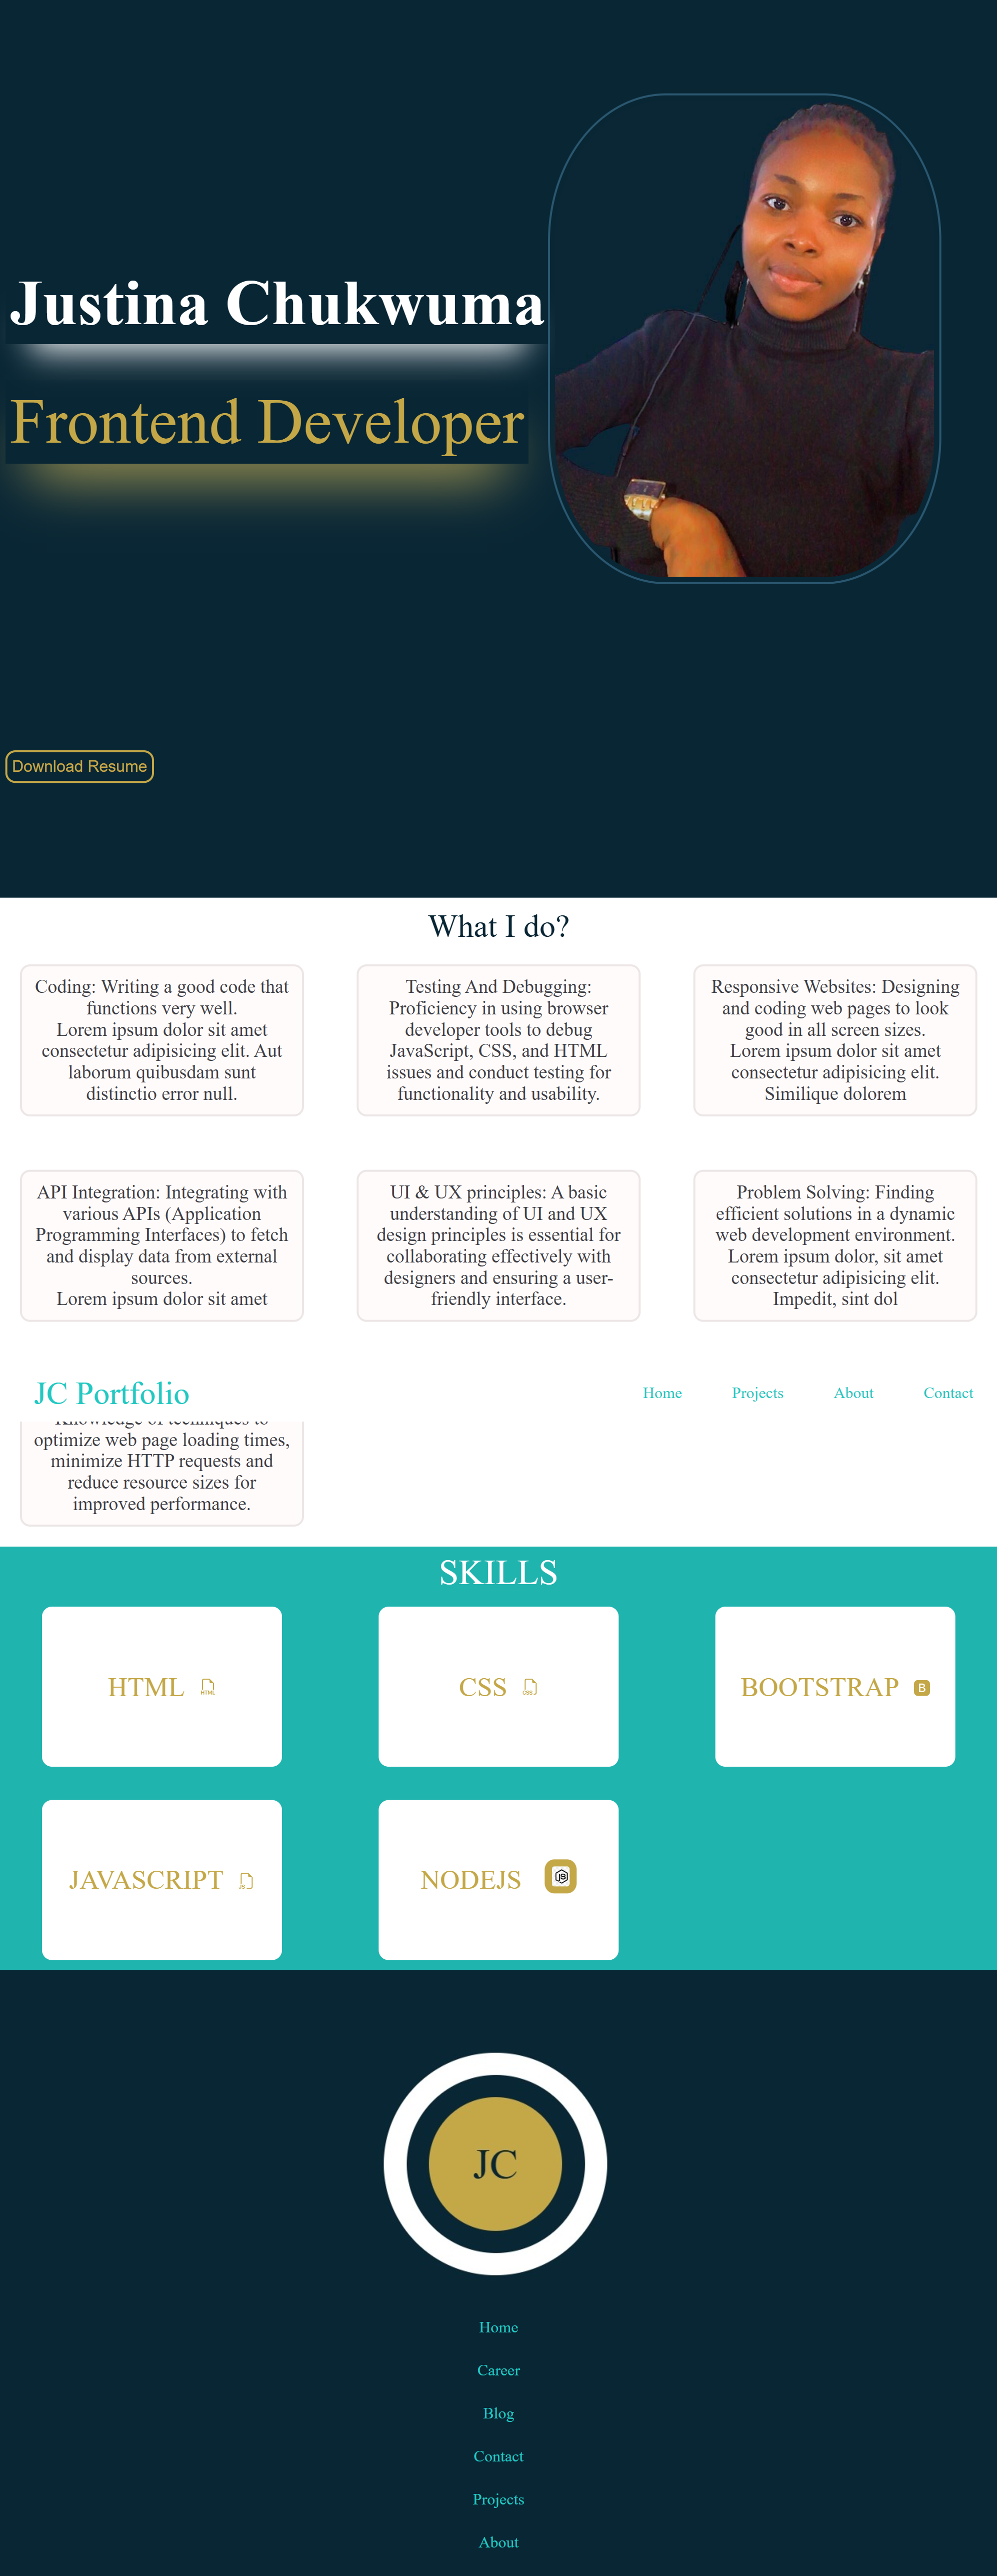 Justina Chukwuma
Frontend Developer
Download Resume
What I do?
Coding: Writing a good code that
functions very well.
Lorem ipsum dolor sit amet
consectetur adipisicing elit. Aut
laborum quibusdam sunt
distinctio error null.
Testing And Debugging:
Proficiency in using browser
developer tools to debug
JavaScript, CSS, and HTML
issues and conduct testing for
functionality and usability.
Responsive Websites: Designing
and coding web pages to look
good in all screen sizes.
Lorem ipsum dolor sit amet
consectetur adipisicing elit.
Similique dolorem
API Integration: Integrating with
various APIs (Application
Programming Interfaces) to fetch
and display data from external
sources.
Lorem ipsum dolor sit amet
UI & UX principles: A basic
understanding of UI and UX
design principles is essential for
collaborating effectively with
designers and ensuring a user-
friendly interface.
Problem Solving: Finding
efficient solutions in a dynamic
web development environment.
Lorem ipsum dolor, sit amet
consectetur adipisicing elit.
Impedit, sint dol
JC Portfolio
Home
Projects
About
Contact
Knowledge of techniques to
optimize web page loading times,
minimize HTTP requests and
reduce resource sizes for
improved performance.
SKILLS
HTML
HTML
CSS
CSS
BOOTSTRAP
B
JAVASCRIPT
JS
NODEJS
JS
JC
Home
Career
Blog
Contact
Projects
About